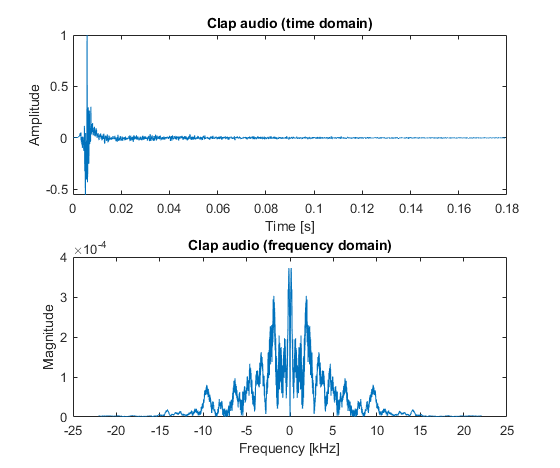 Clap audio (time domain)
1
0.5
0
-0.5
Amplitude
0 0.02 0.04 0.06 0.08 0.1 0.12 0.14 0.16 0.18
Time [s]
Clap audio (frequency domain)
×10-4
4
3
2
1
0
Magnitude
-25 -20 -15 -10 -5 0 5 10 15 20 25
Frequency [kHz]